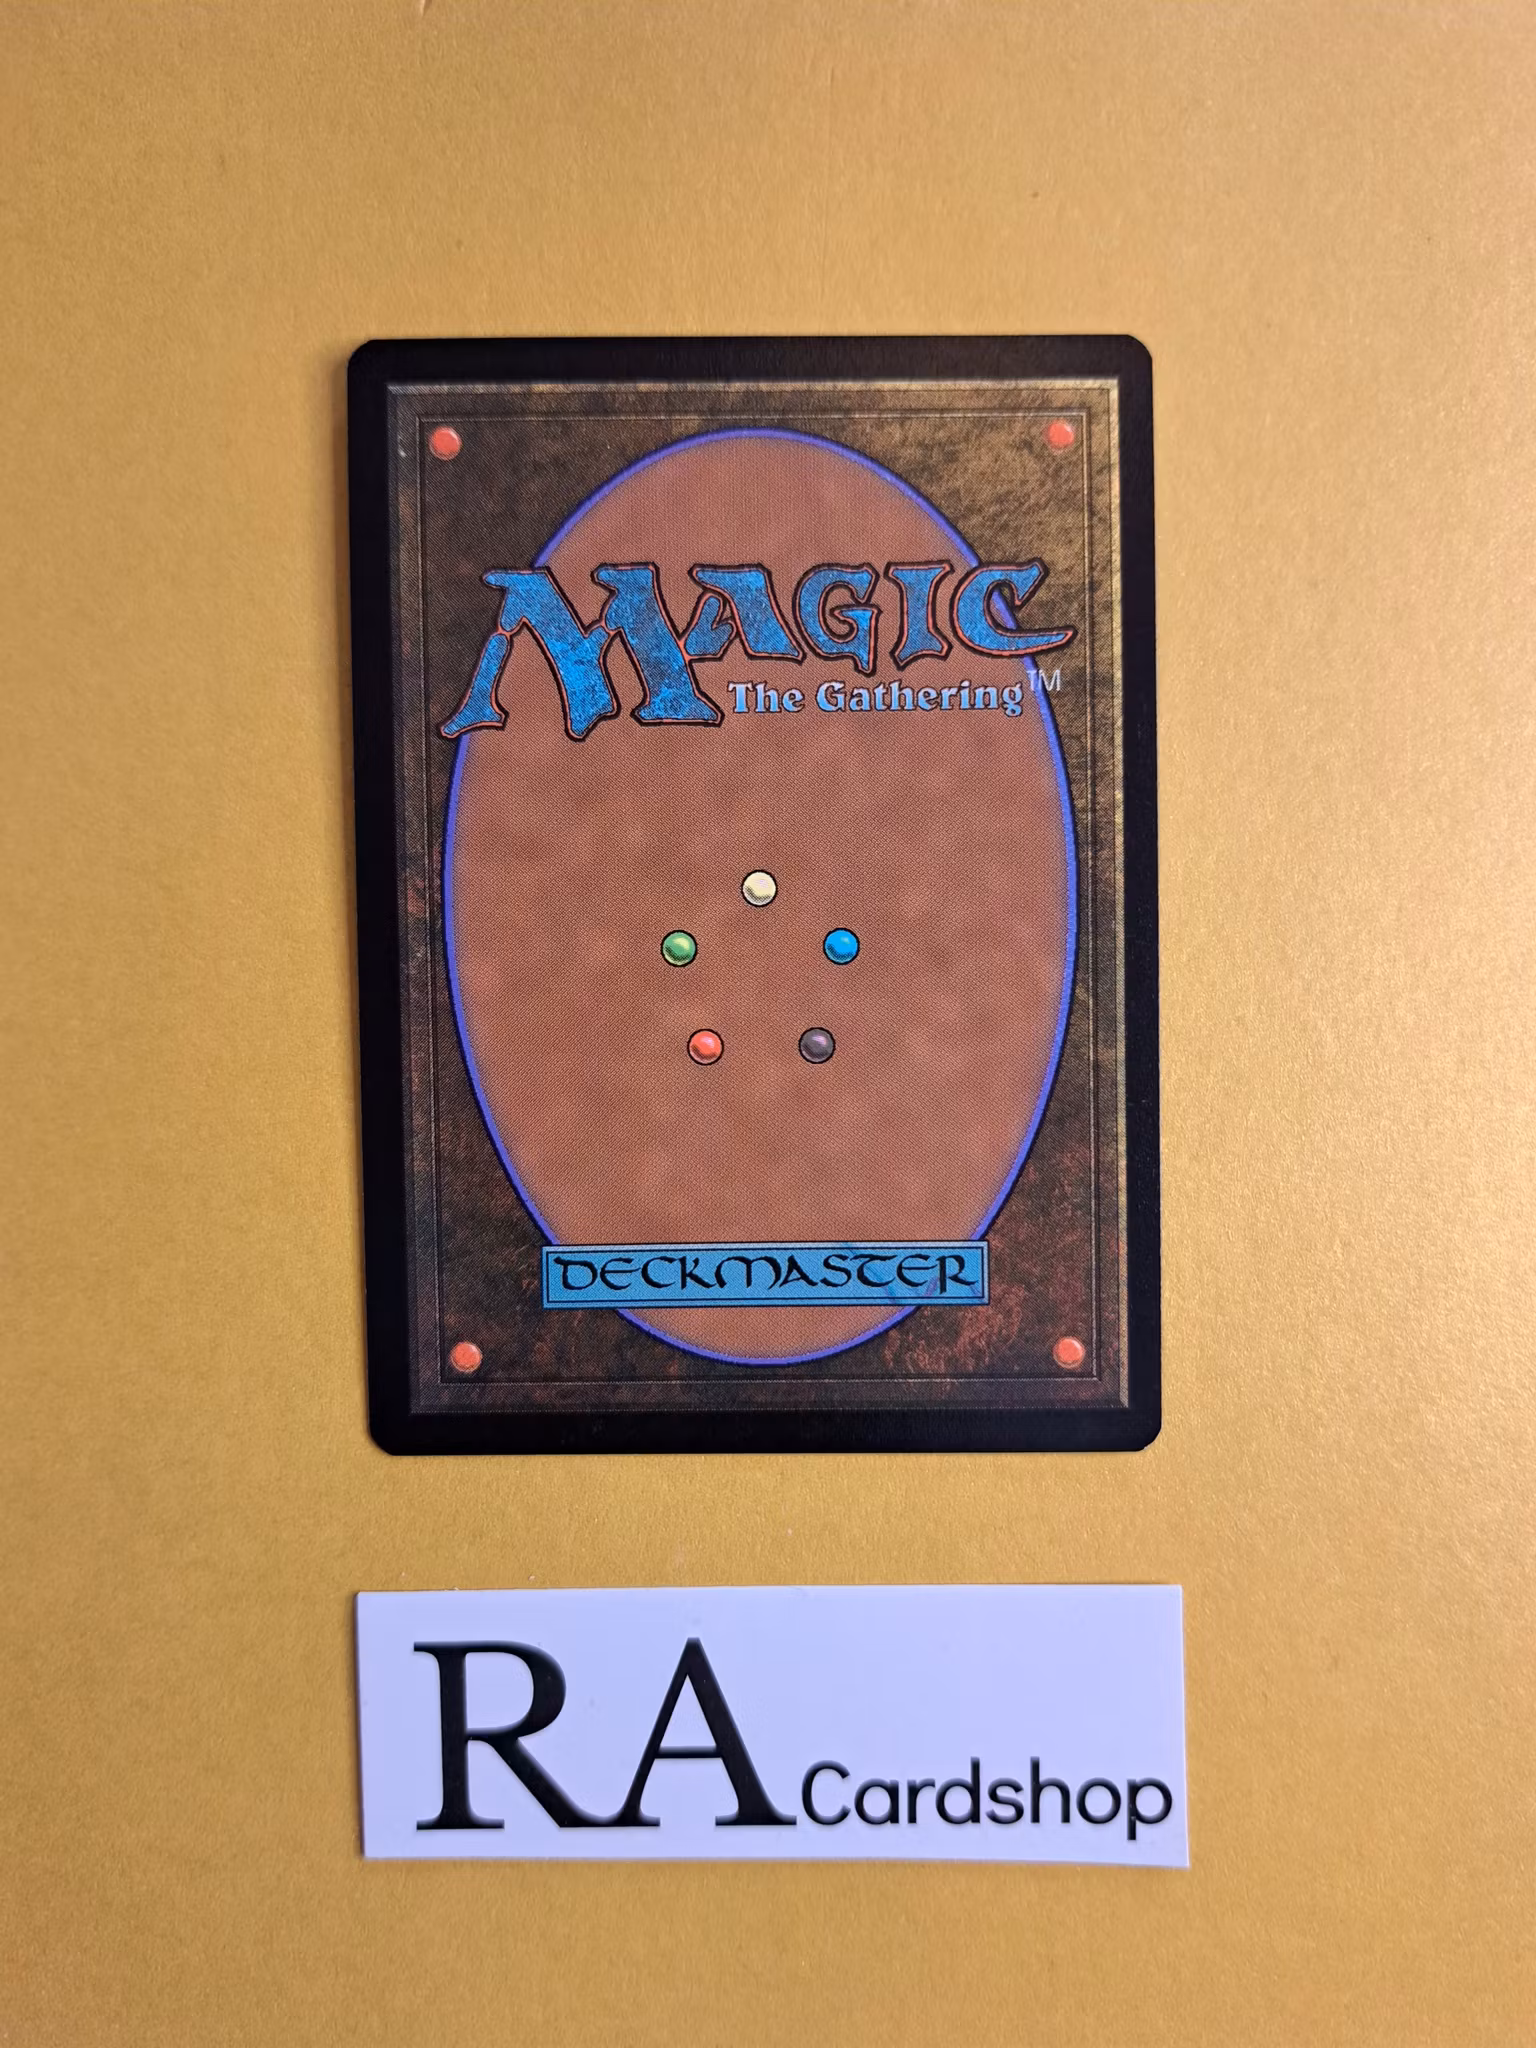 MAGIC
The Gathering™
DECKMASTER
RA Cardshop